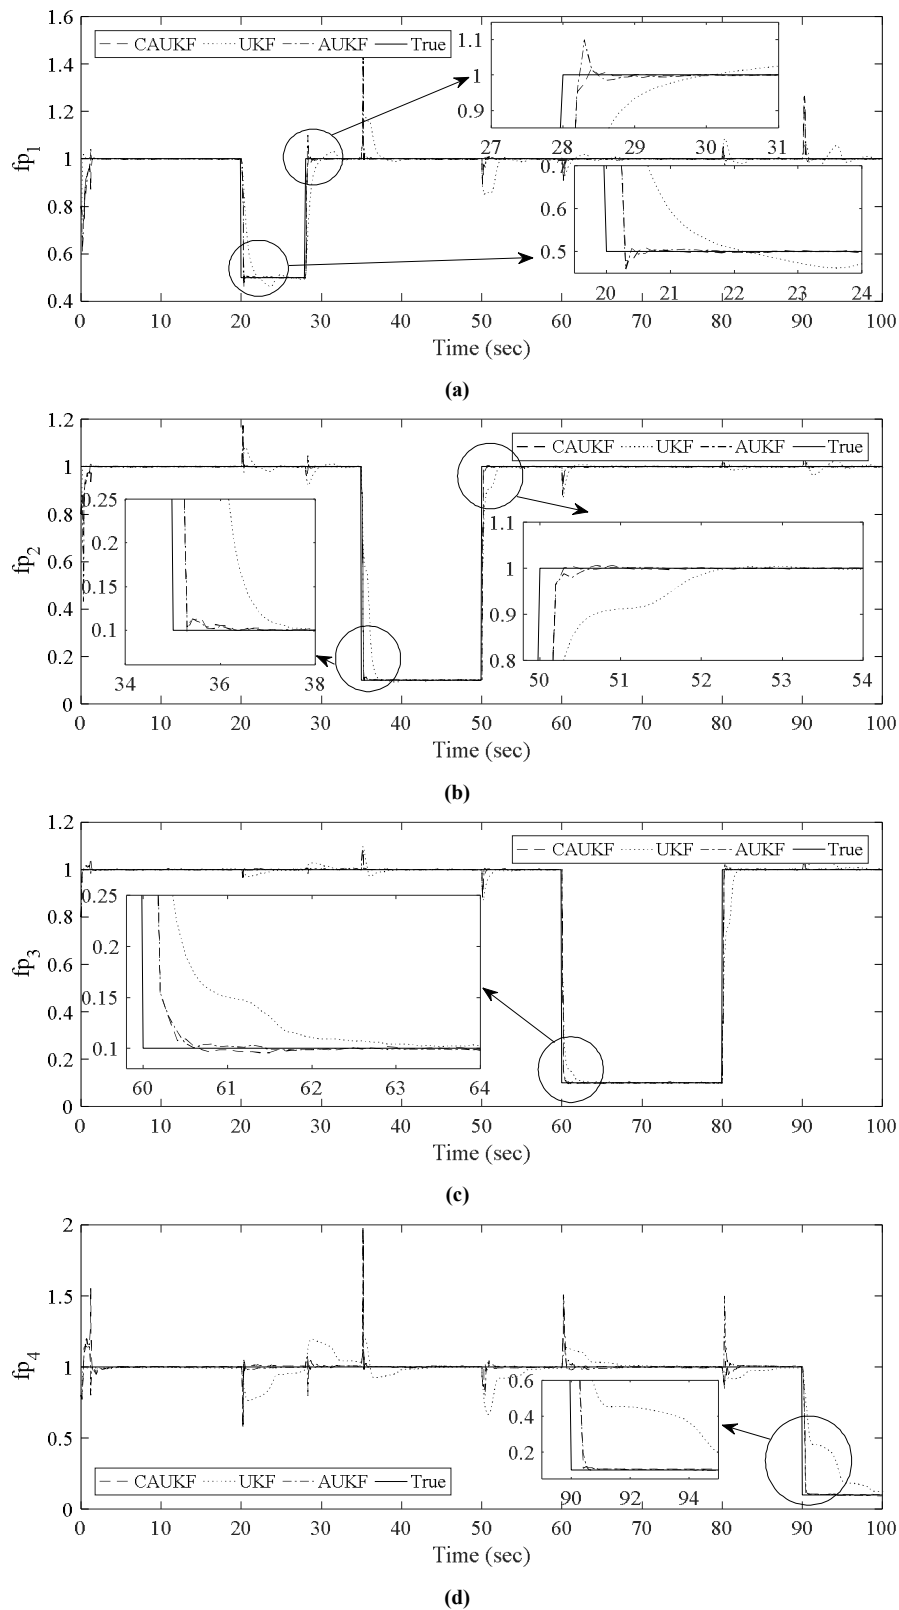 1.6
CAUKF UKF AUKF True
1.4
1.2
1
0.8
0.6
0.4
fp1
1.1
1
0.9
27 28 29 30 31
0.7
0.6
0.5
20 21 22 23 24
0 10 20 30 40 50 60 70 80 90 100
Time (sec)
(a)
1.2
1
0.8
0.6
0.4
0.2
0
fp2
CAUKF UKF AUKF True
0.25
0.2
0.15
0.1
34 36 38
1.1
1
0.9
0.8
50 51 52 53 54
0 10 20 30 40 50 60 70 80 90 100
Time (sec)
(b)
1.2
1
0.8
0.6
0.4
0.2
0
fp3
CAUKF UKF AUKF True
0.25
0.2
0.15
0.1
60 61 62 63 64
0 10 20 30 40 50 60 70 80 90 100
Time (sec)
(c)
2
1.5
1
0.5
0
fp4
0.6
0.4
0.2
90 92 94
CAUKF UKF AUKF True
0 10 20 30 40 50 60 70 80 90 100
Time (sec)
(d)